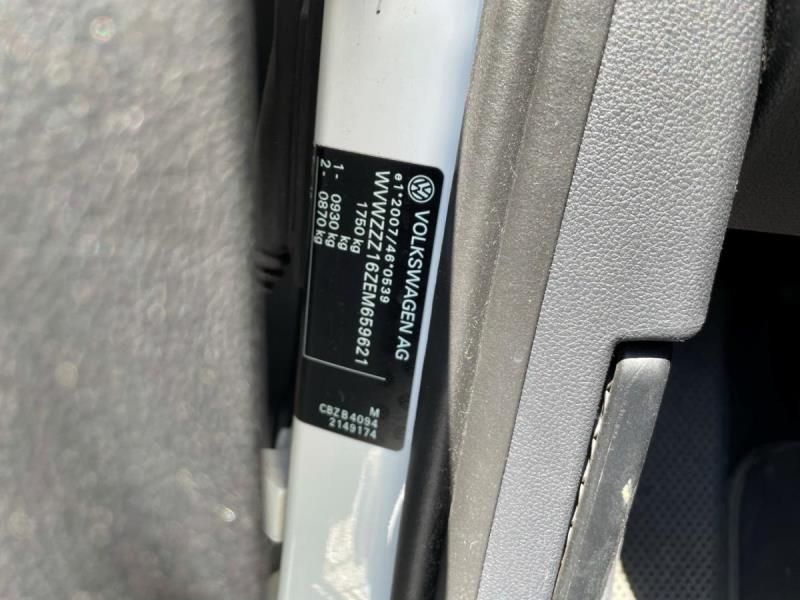 VOLKSWAGEN AG
e1*2007/46*0539
WVWZZZ16ZEM659621
1750 kg
1- 0930 kg
2- 0870 kg
M
CBZB4094
2149174